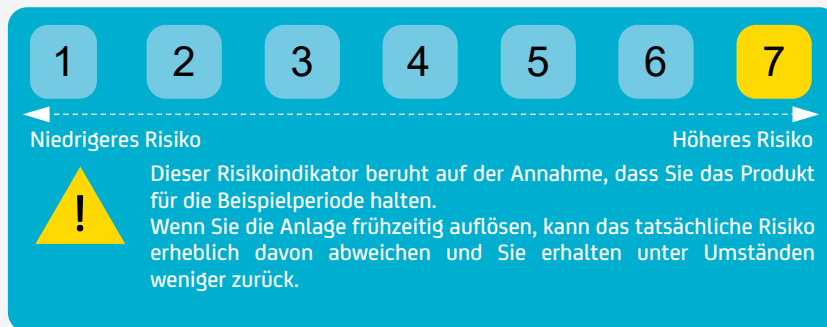 1 2 3 4 5 6 7
Niedrigeres Risiko Höheres Risiko
!
Dieser Risikoindikator beruht auf der Annahme, dass Sie das Produkt
für die Beispielperiode halten.
Wenn Sie die Anlage frühzeitig auflösen, kann das tatsächliche Risiko
erheblich davon abweichen und Sie erhalten unter Umständen
weniger zurück.